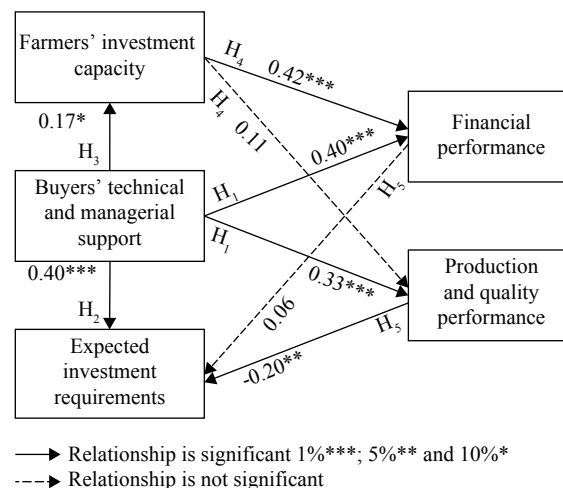 Farmers' investment
capacity
H4
0.42***
H4
0.11
0.17*
H3
Financial
performance
0.40***
H1
H5
Buyers' technical
and managerial
support
H1
0.33***
Production
and quality
performance
0.40***
H2
0.06
H5
-0.20**
Expected
investment
requirements
Relationship is significant 1%***; 5%** and 10%*
Relationship is not significant